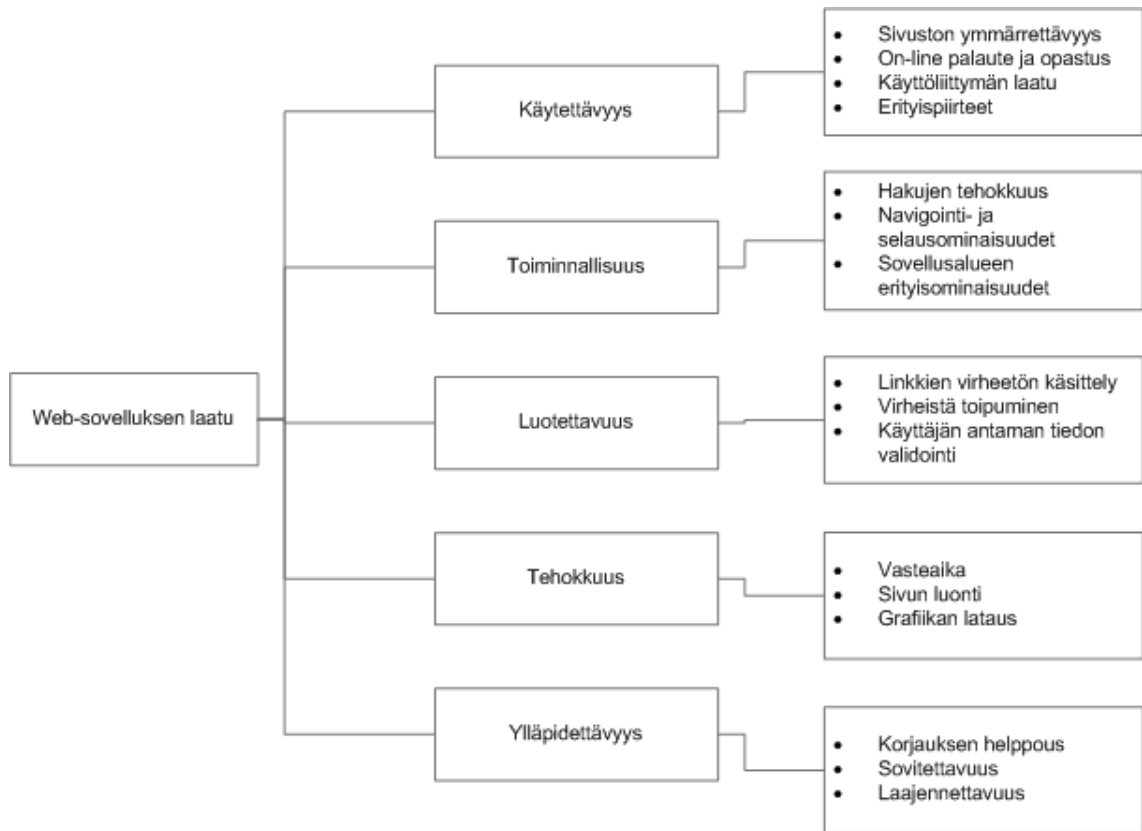 Web-sovelluksen laatu
Käytettävyys
• Sivuston ymmärrettävyys
• On-line palaute ja opastus
• Käyttöliittymän laatu
• Erityispiirteet
Toiminnallisuus
• Hakujen tehokkuus
• Navigointi- ja
selausominaisuudet
• Sovellusalueen
erityisominaisuudet
Luotettavuus
• Linkkien virheetön käsittely
• Virheistä toipuminen
• Käyttäjän antaman tiedon
validointi
Tehokkuus
• Vasteaika
• Sivun luonti
• Grafiikan lataus
Ylläpidettävyys
• Korjauksen helppous
• Sovitettavuus
• Laajennettavuus